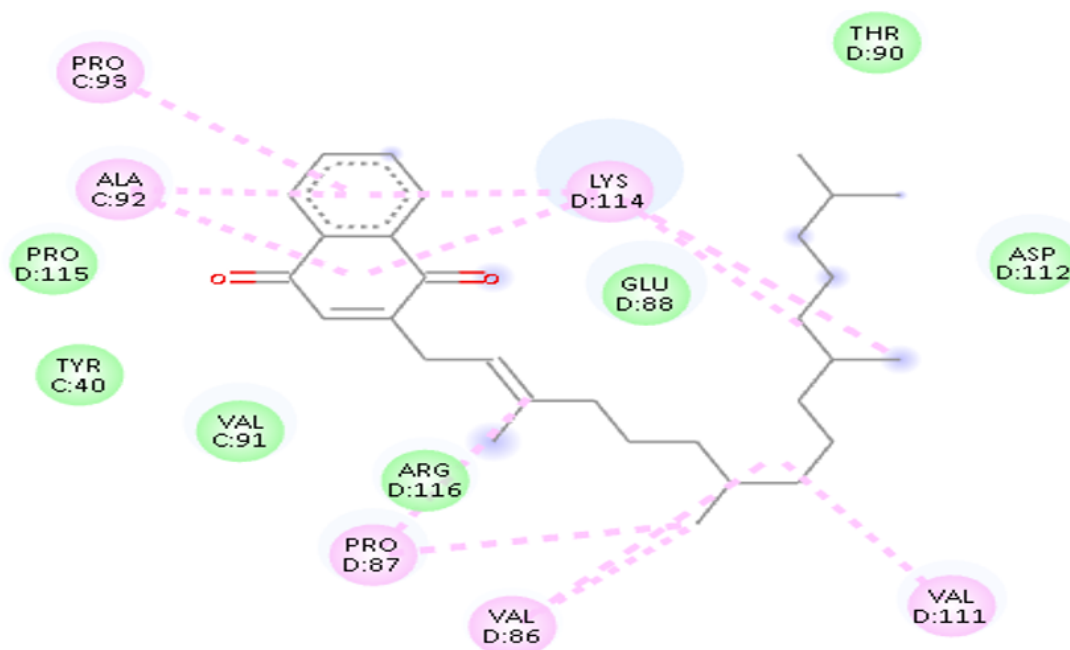 THR
D:90
PRO
C:93
ALA
C:92
LYS
D:114
PRO
D:115
ASP
D:112
O
O
GLU
D:88
TYR
C:40
VAL
C:91
ARG
D:116
PRO
D:87
VAL
D:86
VAL
D:111